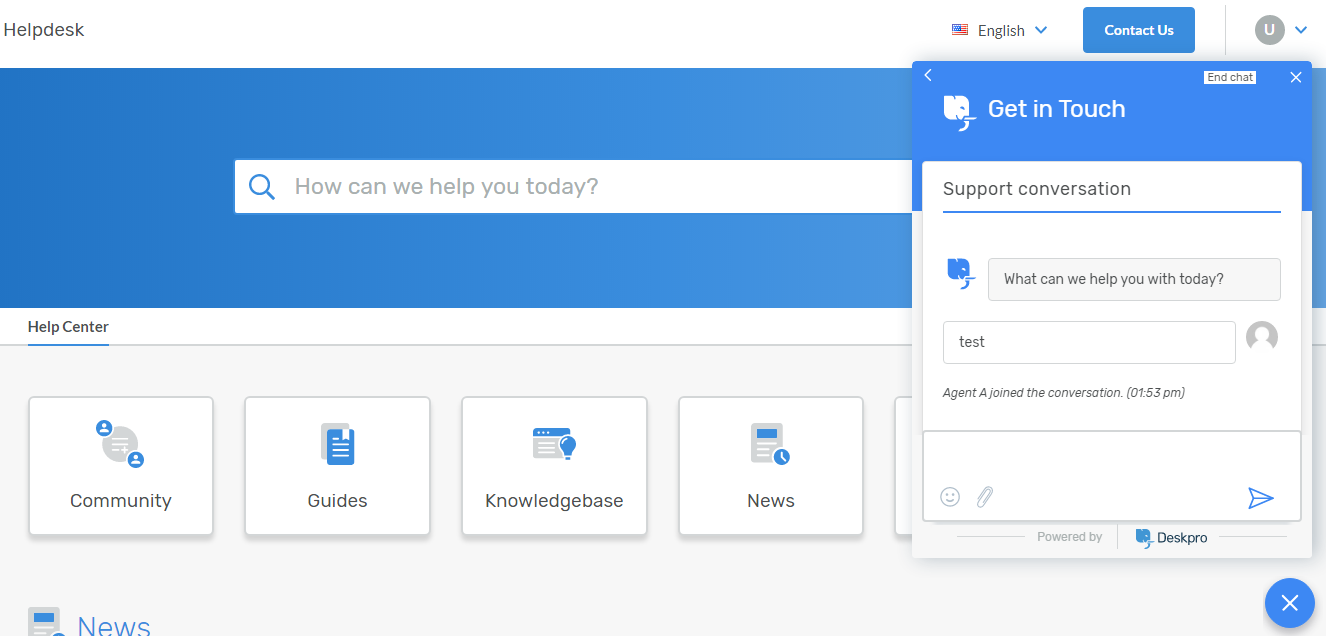 Helpdesk
English
Contact Us
U
End chat
Get in Touch
How can we help you today?
Support conversation
What can we help you with today?
test
Agent A joined the conversation. (01:53 pm)
Help Center
Community
Guides
Knowledgebase
News
Powered by
Deskpro
News